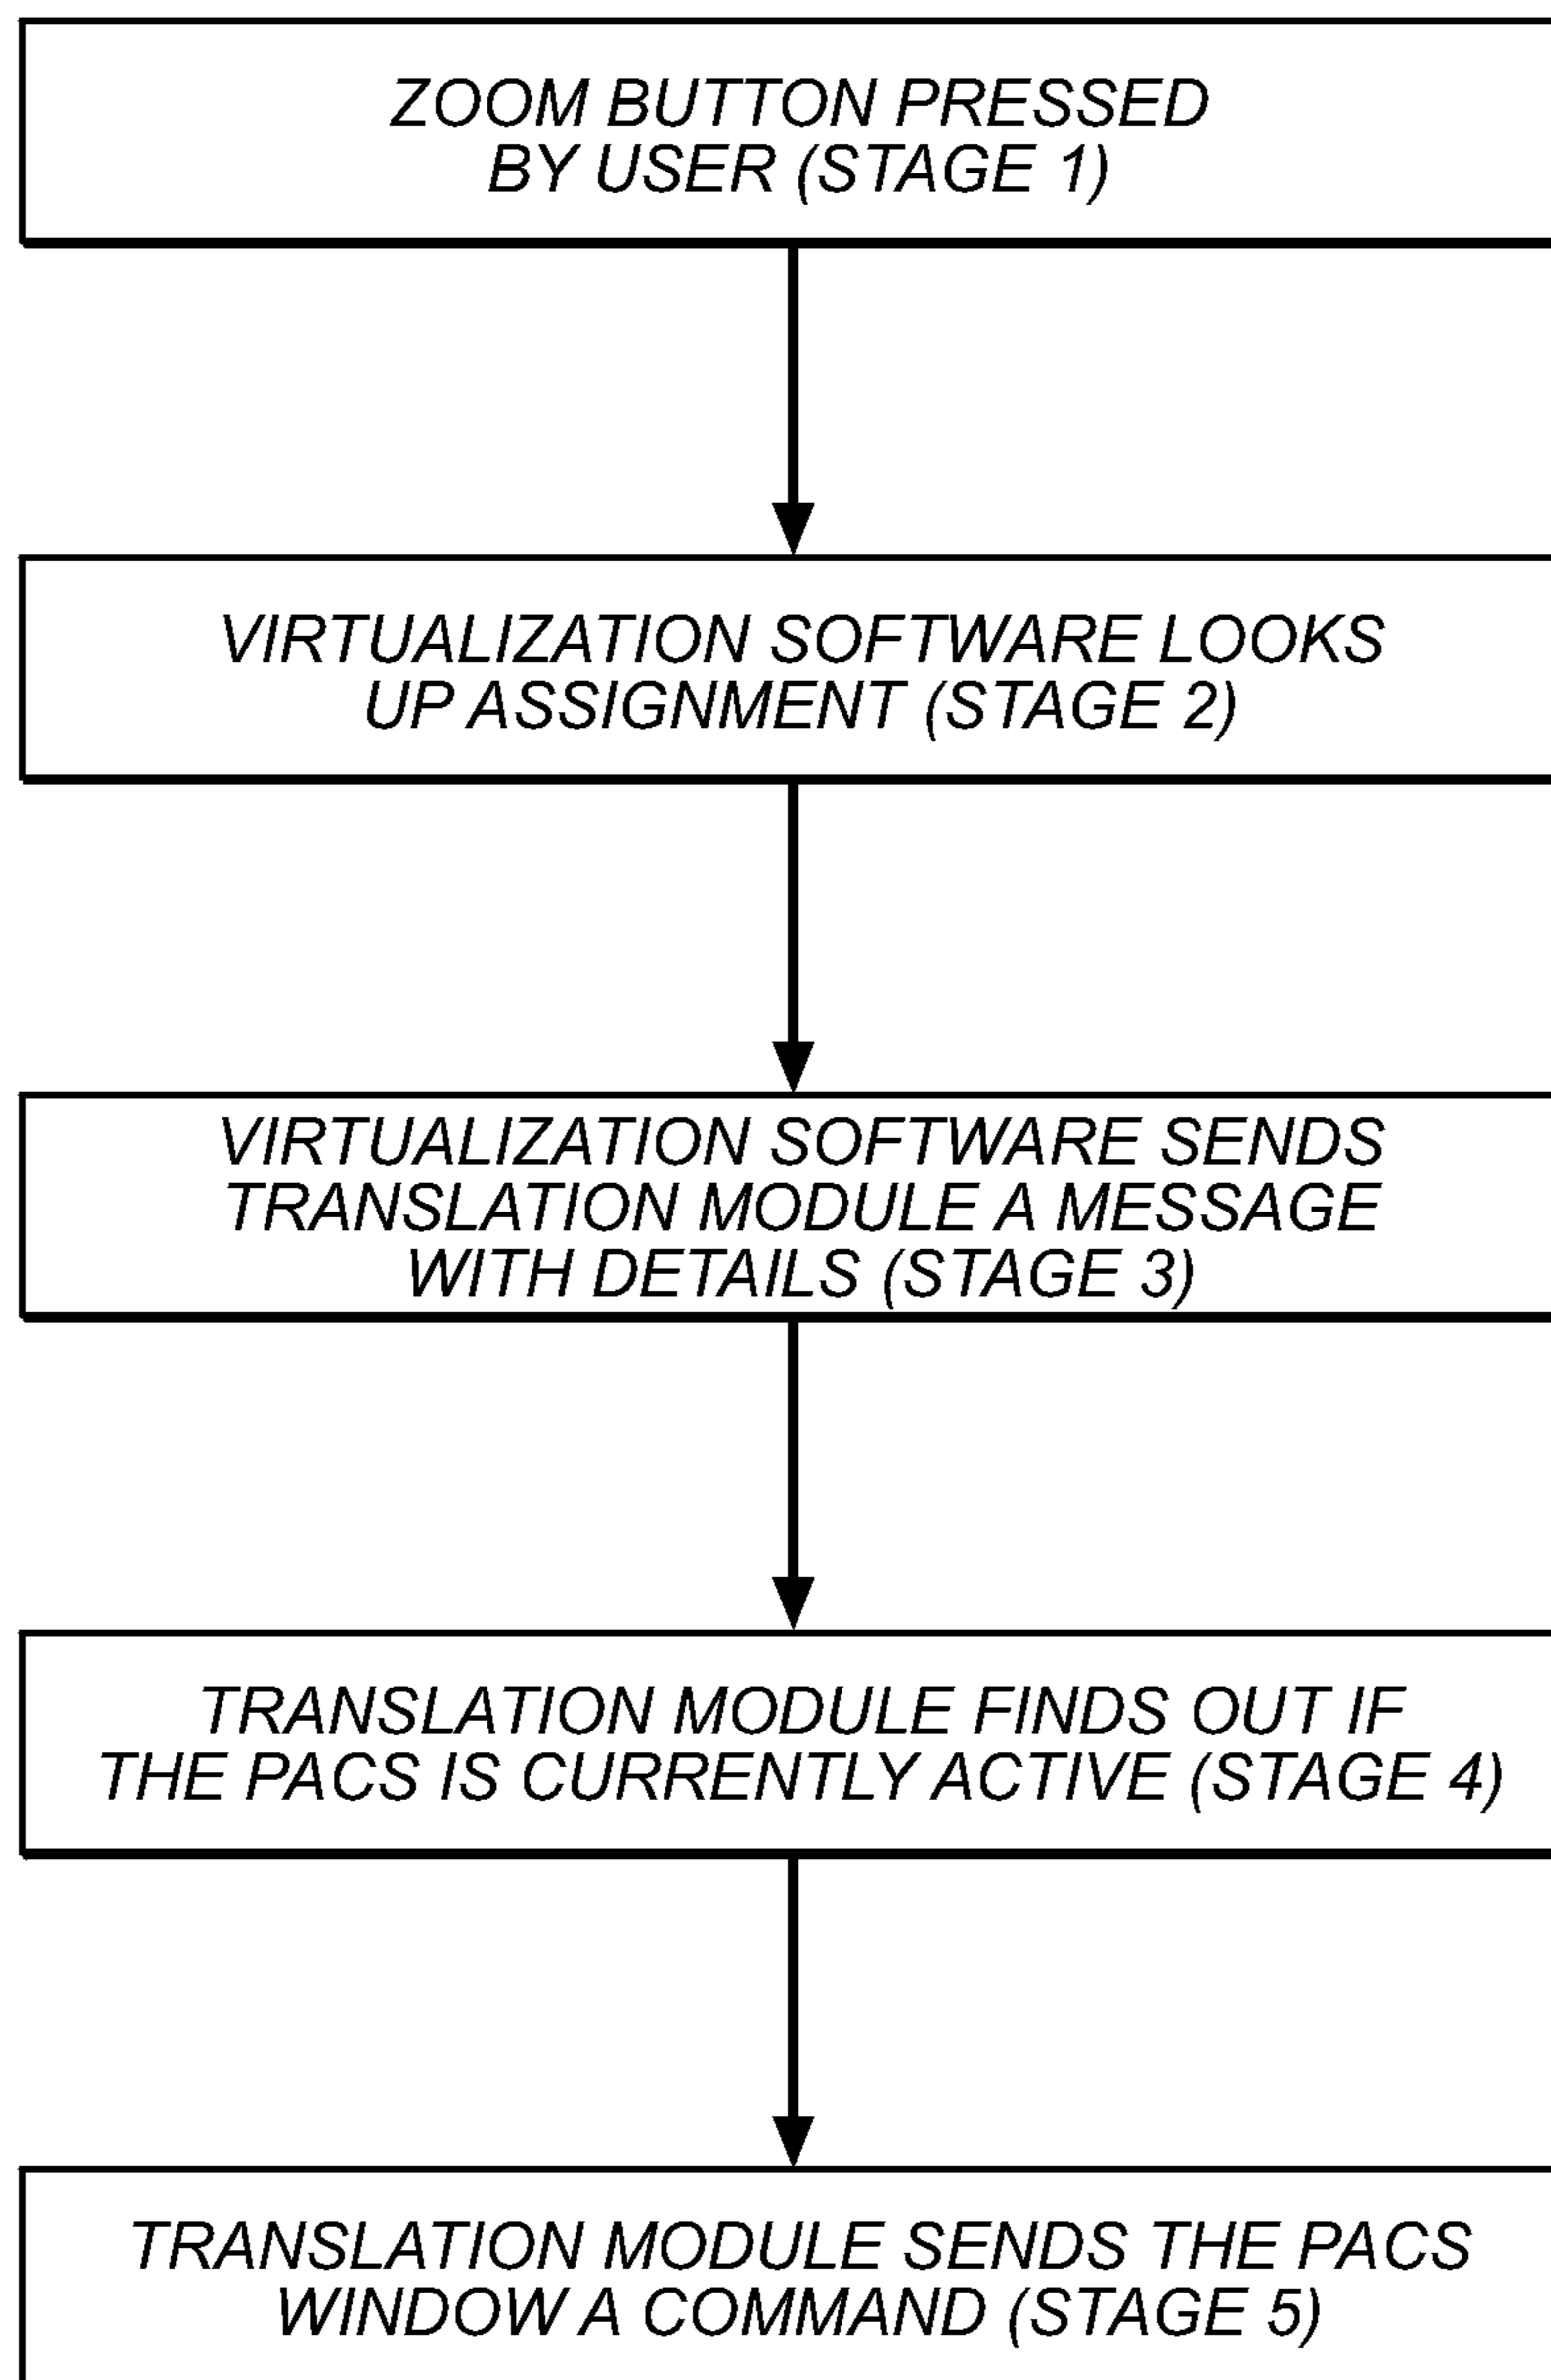 ZOOM BUTTON PRESSED
BY USER (STAGE 1)
VIRTUALIZATION SOFTWARE LOOKS
UP ASSIGNMENT (STAGE 2)
VIRTUALIZATION SOFTWARE SENDS
TRANSLATION MODULE A MESSAGE
WITH DETAILS (STAGE 3)
TRANSLATION MODULE FINDS OUT IF
THE PACS IS CURRENTLY ACTIVE (STAGE 4)
TRANSLATION MODULE SENDS THE PACS
WINDOW A COMMAND (STAGE 5)